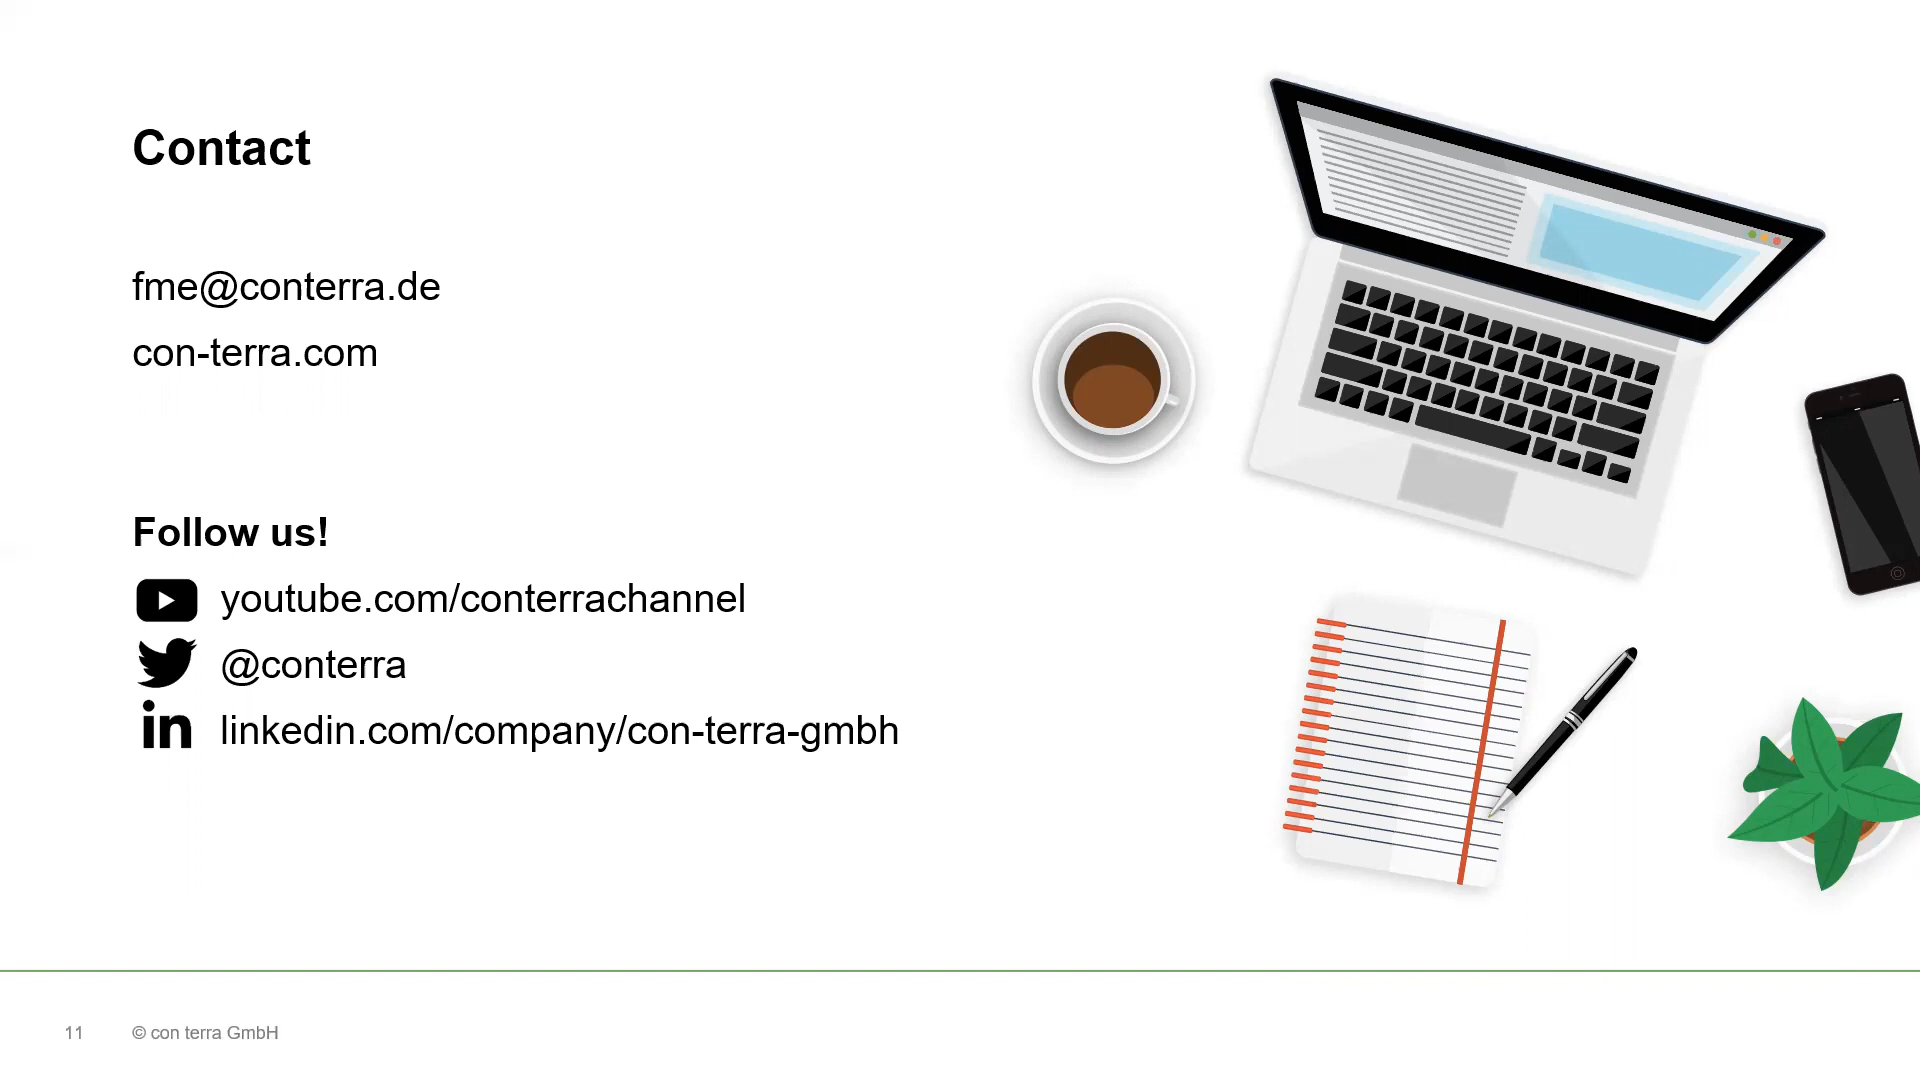 Contact
fme@conterra.de
con-terra.com
Follow us!
youtube.com/conterrachannel
@conterra
linkedin.com/company/con-terra-gmbh
11 © con terra GmbH